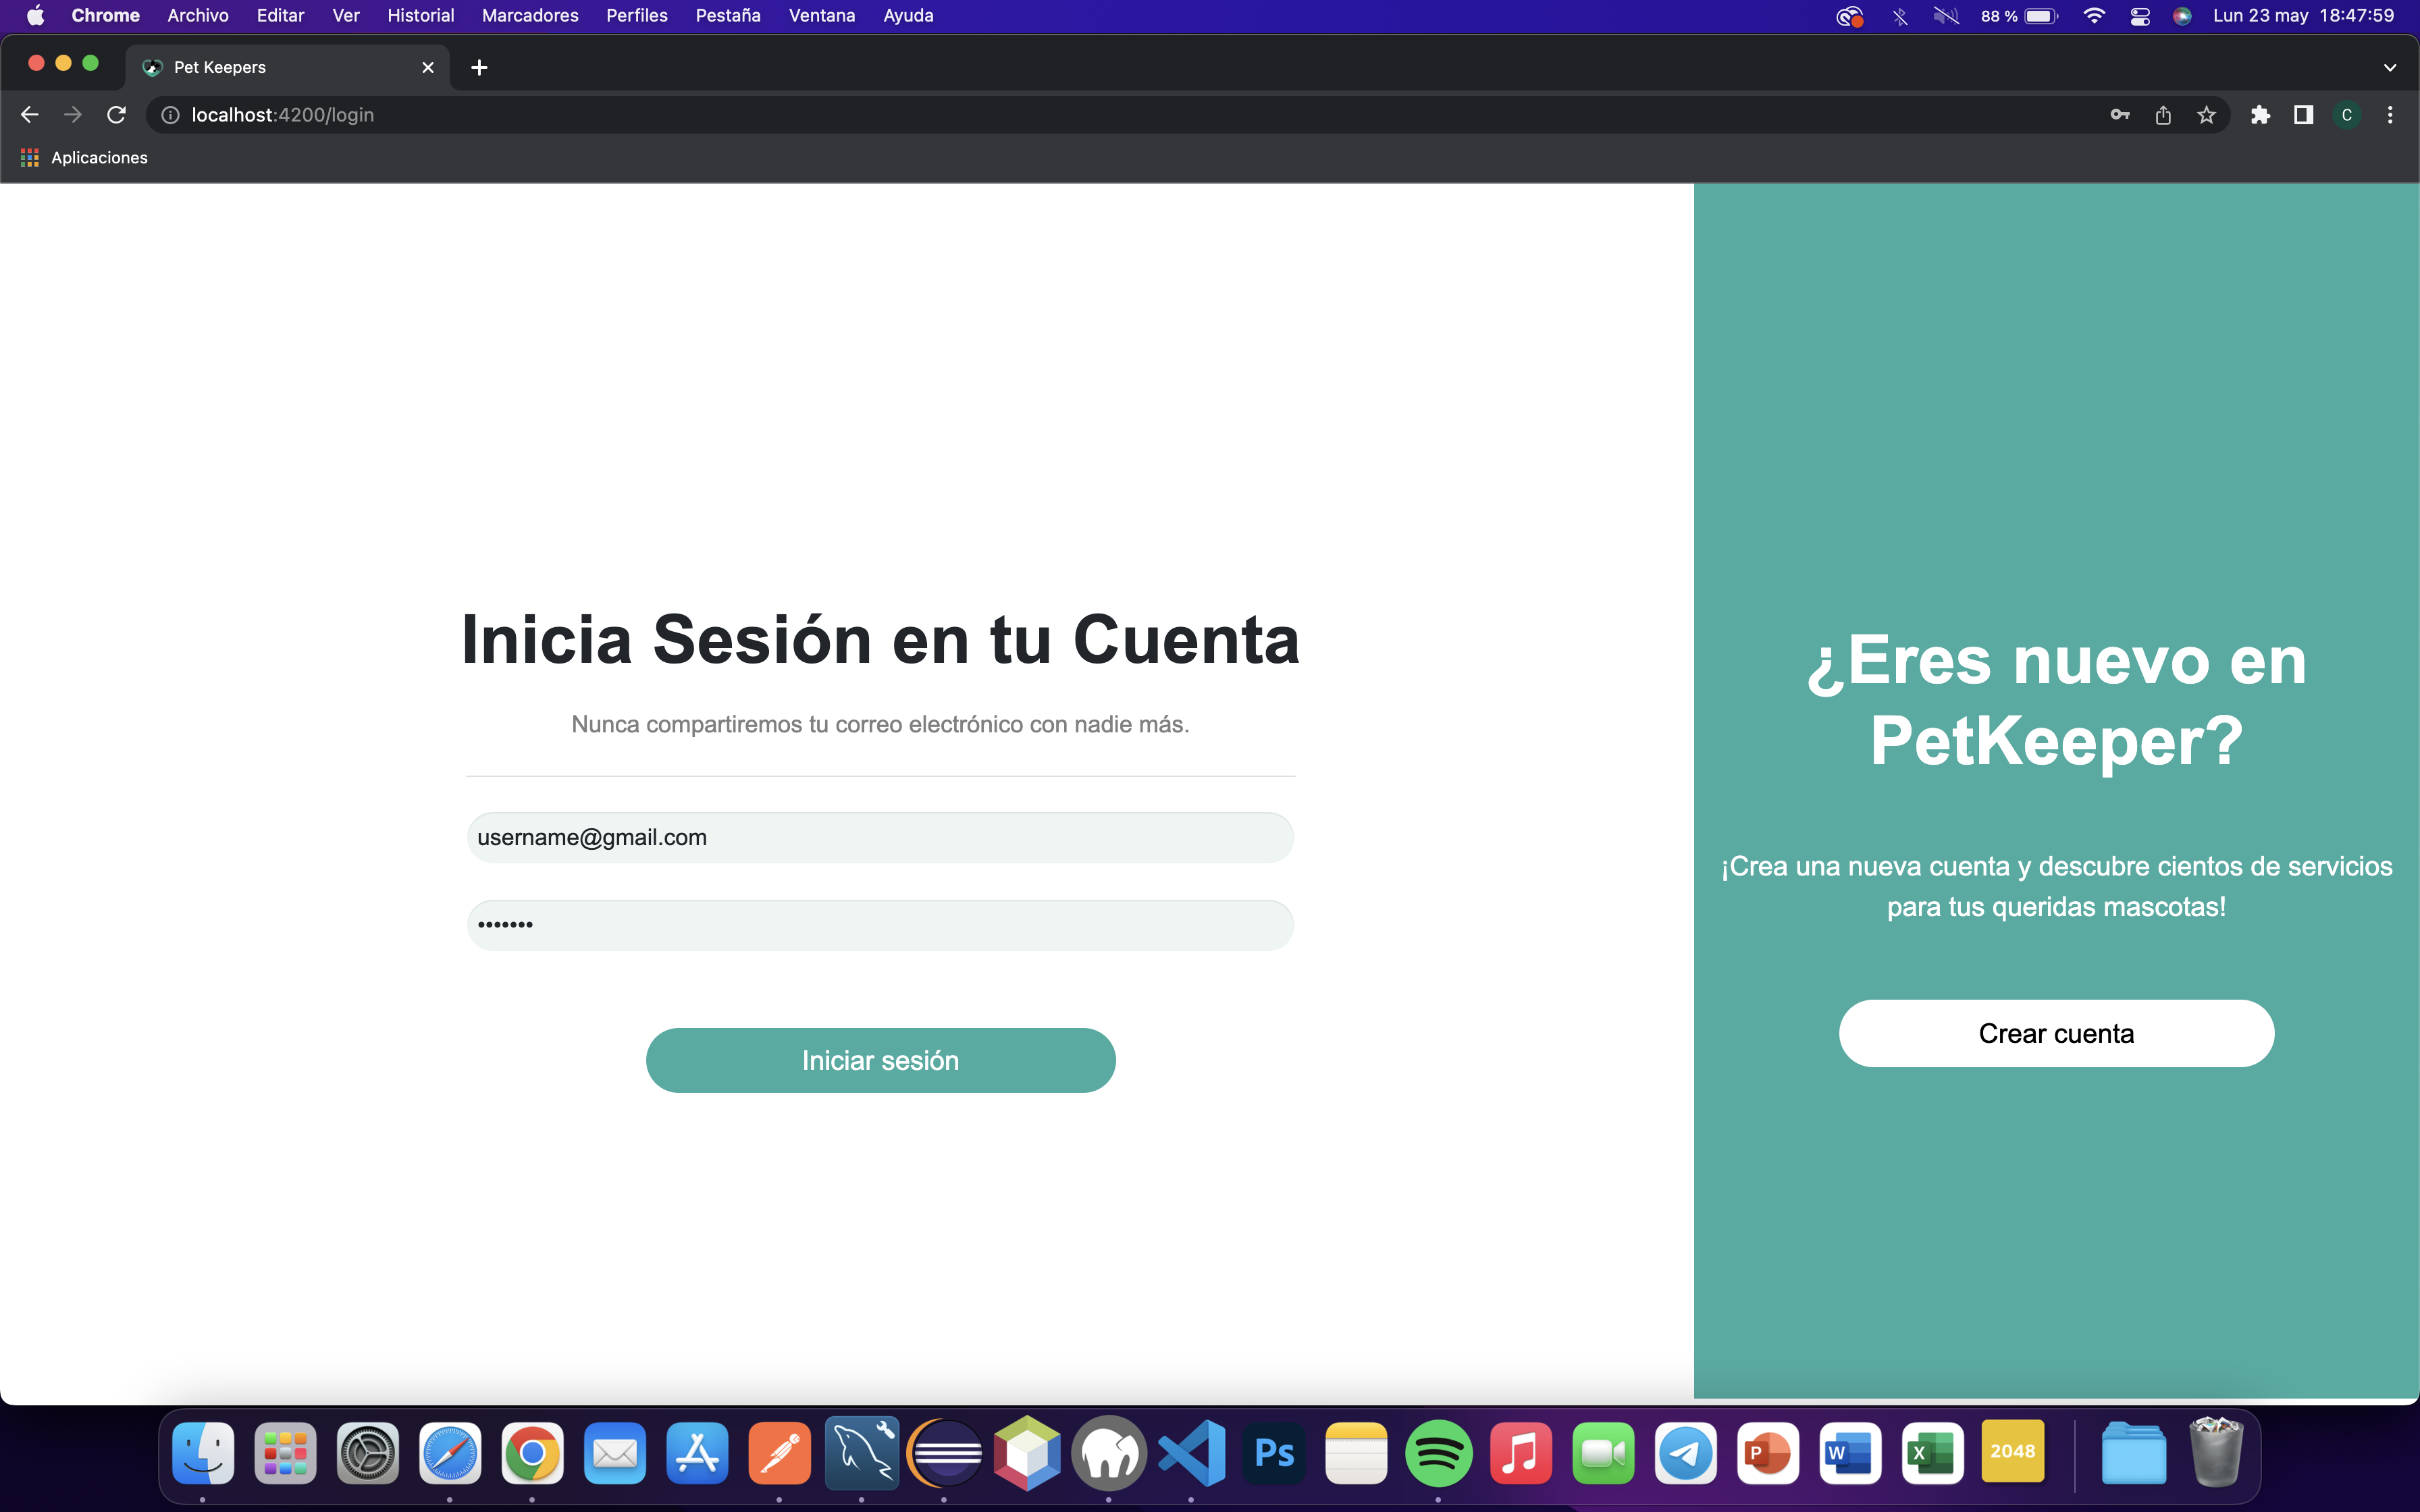 Chrome Archivo Editar Ver Historial Marcadores Perfiles Pestaña Ventana Ayuda 88 % Lun 23 may 18:47:59
Pet Keepers
localhost:4200/login C
Aplicaciones
Inicia Sesión en tu Cuenta
Nunca compartiremos tu correo electrónico con nadie más.
username@gmail.com
•••••••
Iniciar sesión
¿Eres nuevo en
PetKeeper?
¡Crea una nueva cuenta y descubre cientos de servicios
para tus queridas mascotas!
Crear cuenta
Ps P W X 2048